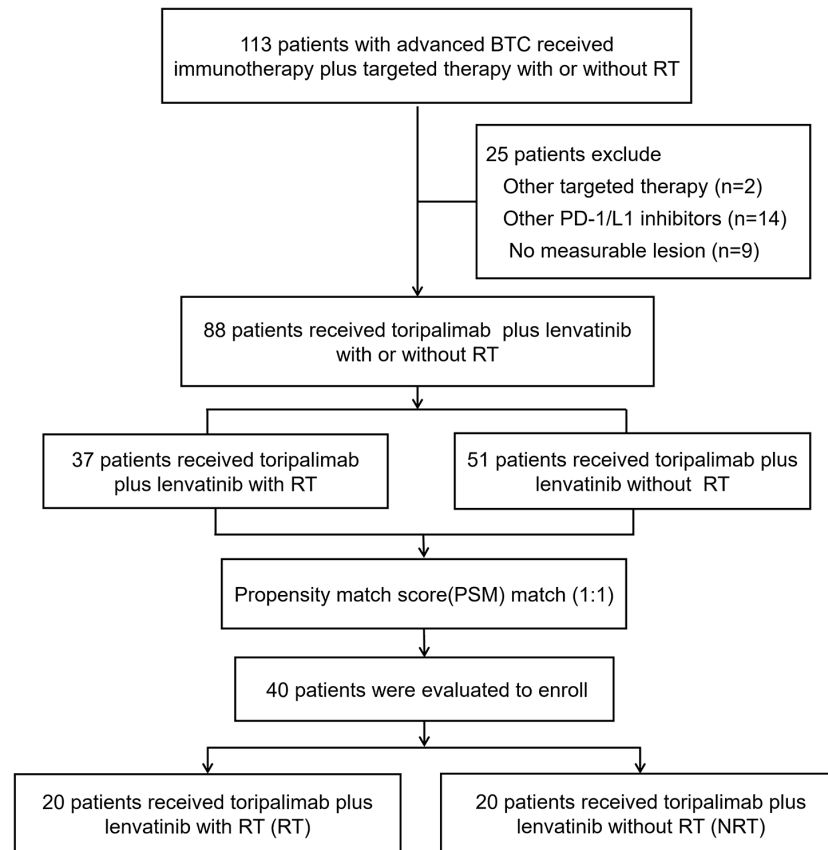 113 patients with advanced BTC received
immunotherapy plus targeted therapy with or without RT
25 patients exclude
Other targeted therapy (n=2)
Other PD-1/L1 inhibitors (n=14)
No measurable lesion (n=9)
88 patients received toripalimab plus lenvatinib
with or without RT
37 patients received toripalimab
plus lenvatinib with RT
51 patients received toripalimab plus
lenvatinib without RT
Propensity match score(PSM) match (1:1)
40 patients were evaluated to enroll
20 patients received toripalimab plus
lenvatinib with RT (RT)
20 patients received toripalimab plus
lenvatinib without RT (NRT)